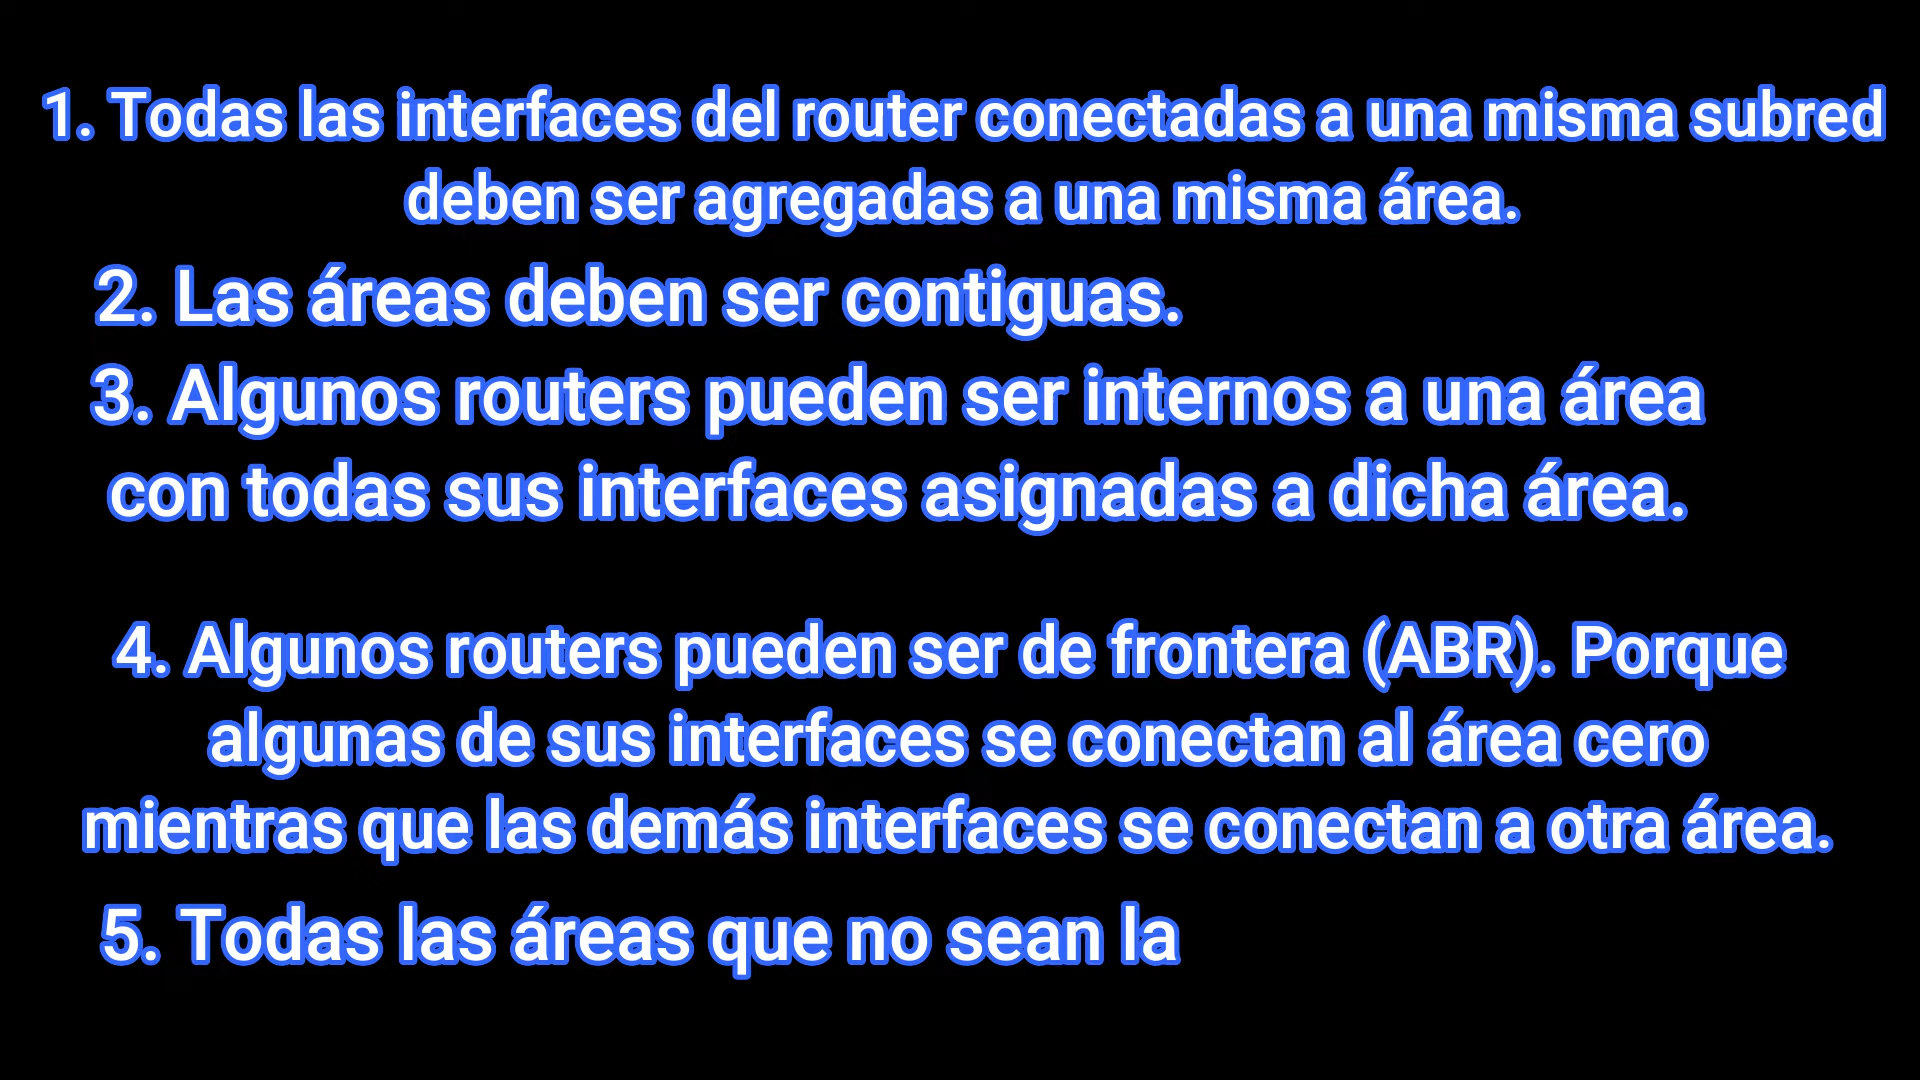 1. Todas las interfaces del router conectadas a una misma subred
deben ser agregadas a una misma área.
2. Las áreas deben ser contiguas.
3. Algunos routers pueden ser internos a una área
con todas sus interfaces asignadas a dicha área.
4. Algunos routers pueden ser de frontera (ABR). Porque
algunas de sus interfaces se conectan al área cero
mientras que las demás interfaces se conectan a otra área.
5. Todas las áreas que no sean la